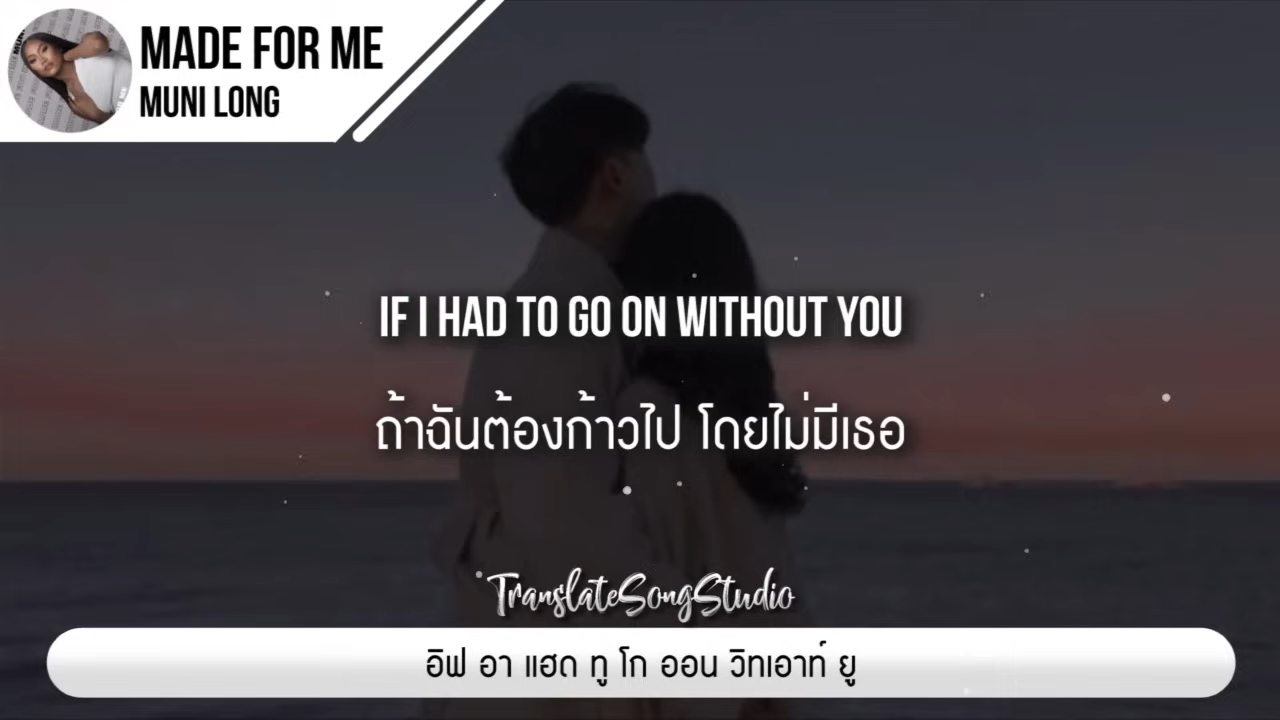 MADE FOR ME
MUNI LONG
IF I HAD TO GO ON WITHOUT YOU
ถ้าฉันต้องก้าวไป โดยไม่มีเธอ
TranslateSongStudio
อิฟ อา แฮด ทู โก ออน วิทเอาท์ ยู